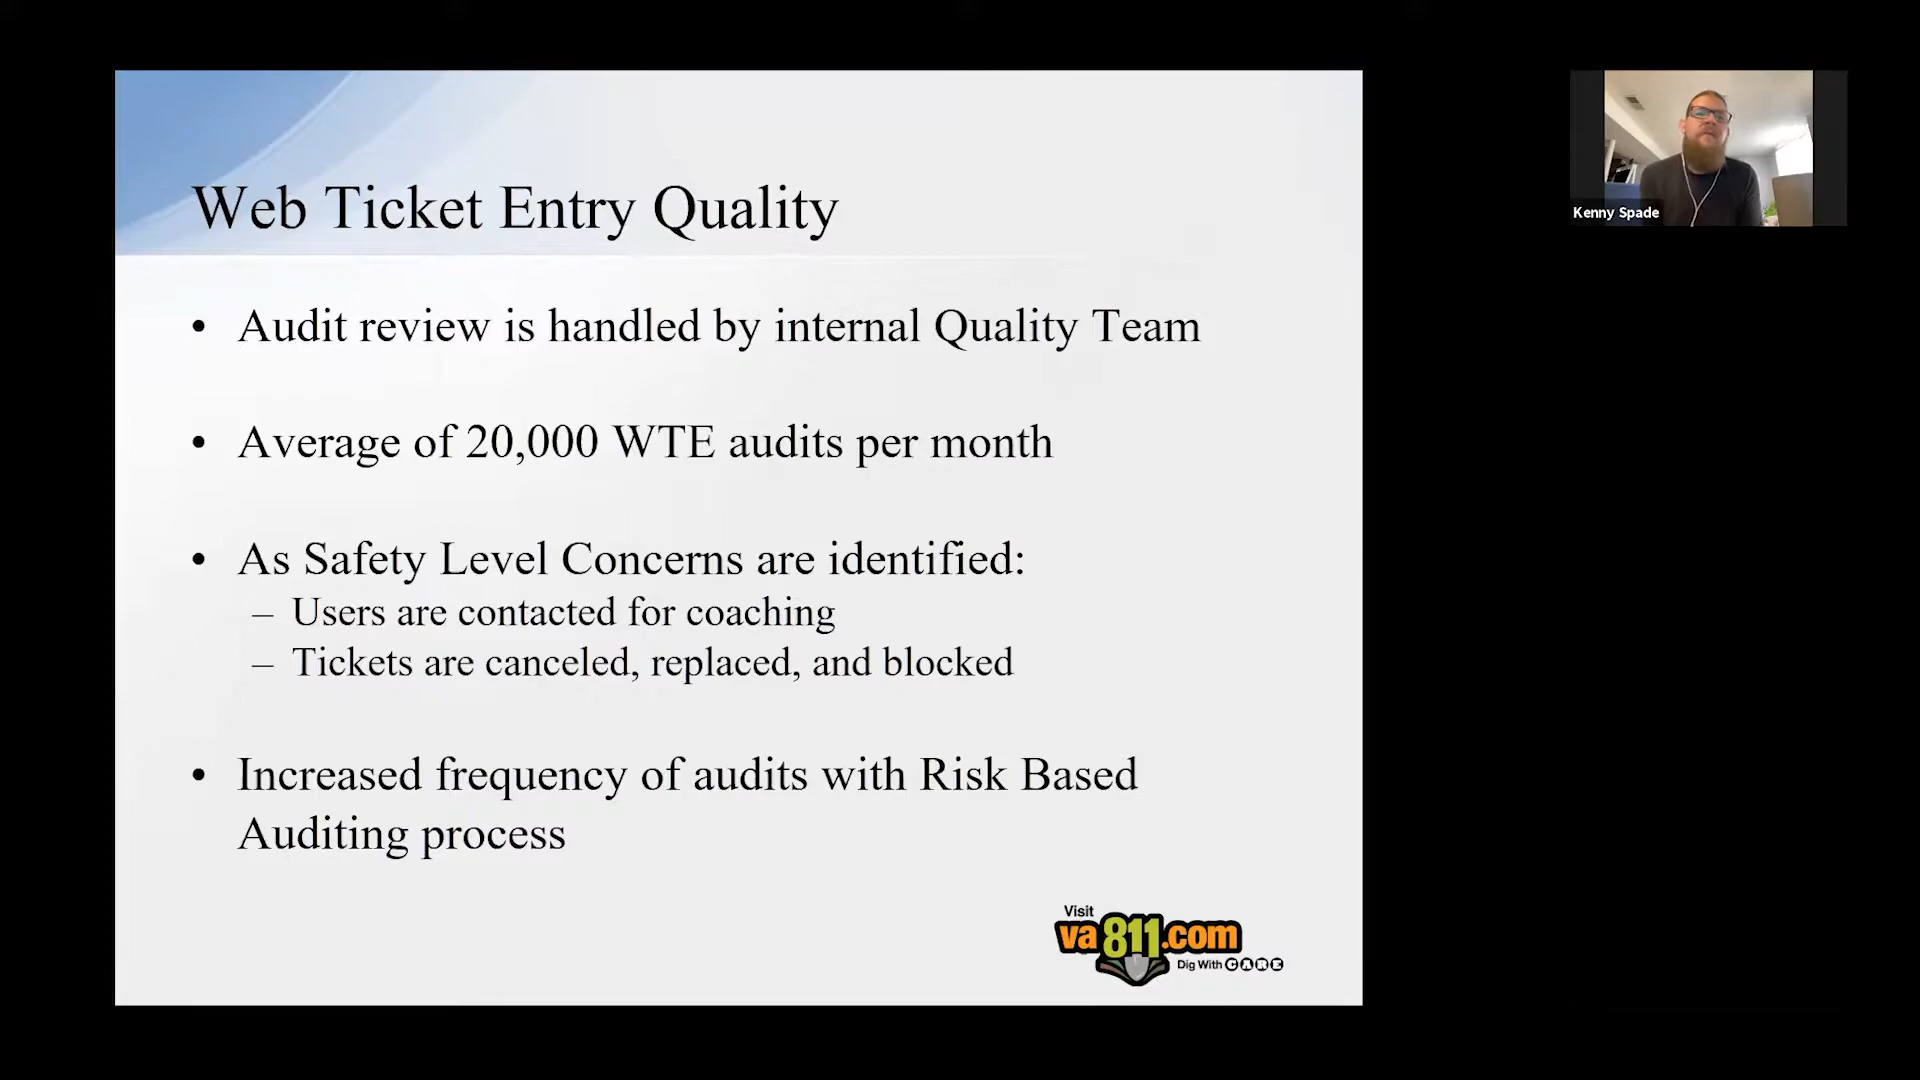 Web Ticket Entry Quality
• Audit review is handled by internal Quality Team
• Average of 20,000 WTE audits per month
• As Safety Level Concerns are identified:
– Users are contacted for coaching
– Tickets are canceled, replaced, and blocked
• Increased frequency of audits with Risk Based
Auditing process
Visit
va811.com
Dig With CARE
Kenny Spade